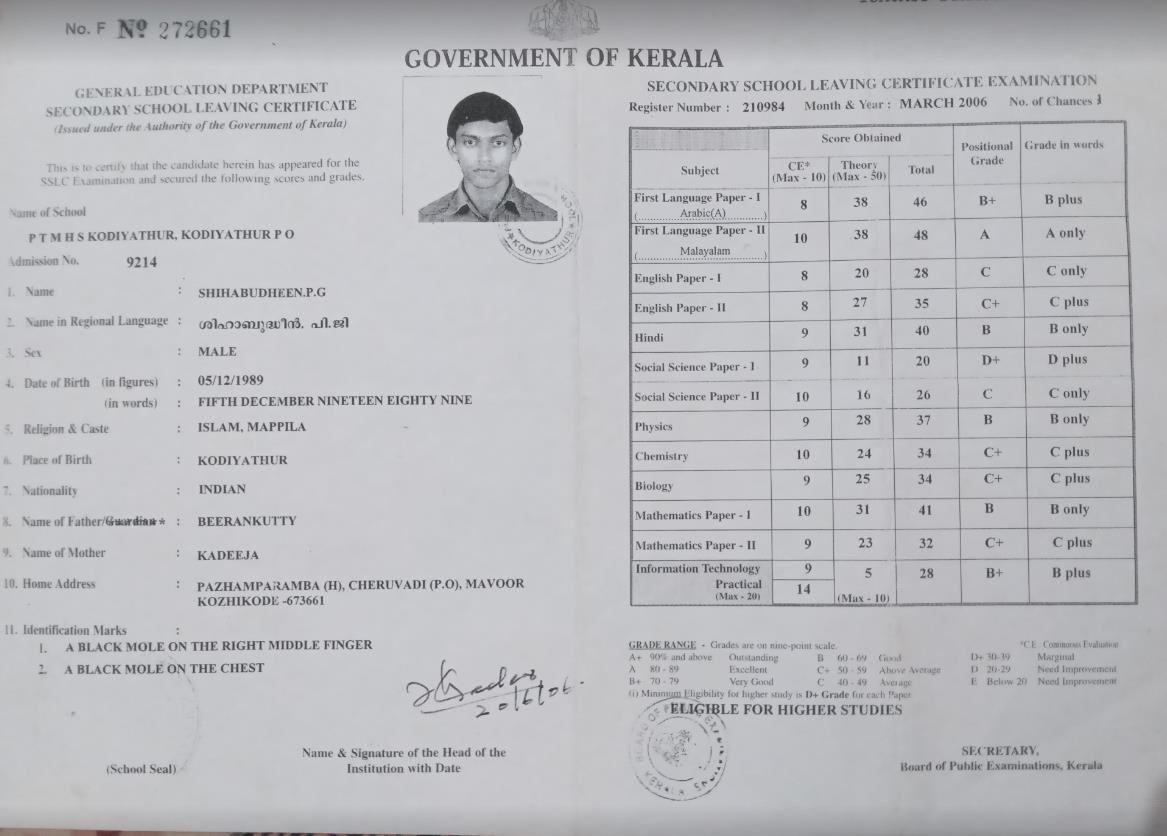 No. F Nº 272661
GOVERNMENT OF KERALA
GENERAL EDUCATION DEPARTMENT
SECONDARY SCHOOL LEAVING CERTIFICATE
(Issued under the Authority of the Government of Kerala)
This is to certify that the candidate herein has appeared for the
SSLC Examination and secured the following scores and grades.
Name of School
P T M H S KODIYATHUR, KODIYATHUR P O
Admission No. 9214
1. Name : SHIHABUDHEEN.P.G
2. Name in Regional Language : ശിഹാബുദ്ധീൻ. പി.ജി
3. Sex : MALE
4. Date of Birth (in figures) : 05/12/1989
(in words) : FIFTH DECEMBER NINETEEN EIGHTY NINE
5. Religion & Caste : ISLAM, MAPPILA
6. Place of Birth : KODIYATHUR
7. Nationality : INDIAN
8. Name of Father/Guardian* : BEERANKUTTY
9. Name of Mother : KADEEJA
10. Home Address : PAZHAMPARAMBA (H), CHERUVADI (P.O), MAVOOR
KOZHIKODE -673661
11. Identification Marks :
1. A BLACK MOLE ON THE RIGHT MIDDLE FINGER
2. A BLACK MOLE ON THE CHEST
20/6/06.
Name & Signature of the Head of the
Institution with Date
(School Seal)
KODIYATHUR
SECONDARY SCHOOL LEAVING CERTIFICATE EXAMINATION
Register Number : 210984 Month & Year : MARCH 2006 No. of Chances 1
Subject Score Obtained Positional Grade Grade in words
CE* (Max - 10) Theory (Max - 50) Total
First Language Paper - I 8 38 46 B+ B plus
(Arabic(A))
First Language Paper - II 10 38 48 A A only
(Malayalam)
English Paper - I 8 20 28 C C only
English Paper - II 8 27 35 C+ C plus
Hindi 9 31 40 B B only
Social Science Paper - I 9 11 20 D+ D plus
Social Science Paper - II 10 16 26 C C only
Physics 9 28 37 B B only
Chemistry 10 24 34 C+ C plus
Biology 9 25 34 C+ C plus
Mathematics Paper - I 10 31 41 B B only
Mathematics Paper - II 9 23 32 C+ C plus
Information Technology 9 5 28 B+ B plus
Practical 14
(Max - 20) (Max - 10)
GRADE RANGE - Grades are on nine-point scale. *C.E Continuous Evaluation
A+ 90% and above Outstanding B 60 - 69 Good D+ 30-39 Marginal
A 80 - 89 Excellent C+ 50 - 59 Above Average D 20-29 Need Improvement
B+ 70 - 79 Very Good C 40 - 49 Average E Below 20 Need Improvement
(i) Minimum Eligibility for higher study is D+ Grade for each Paper
ELIGIBLE FOR HIGHER STUDIES
SECRETARY,
Board of Public Examinations, Kerala